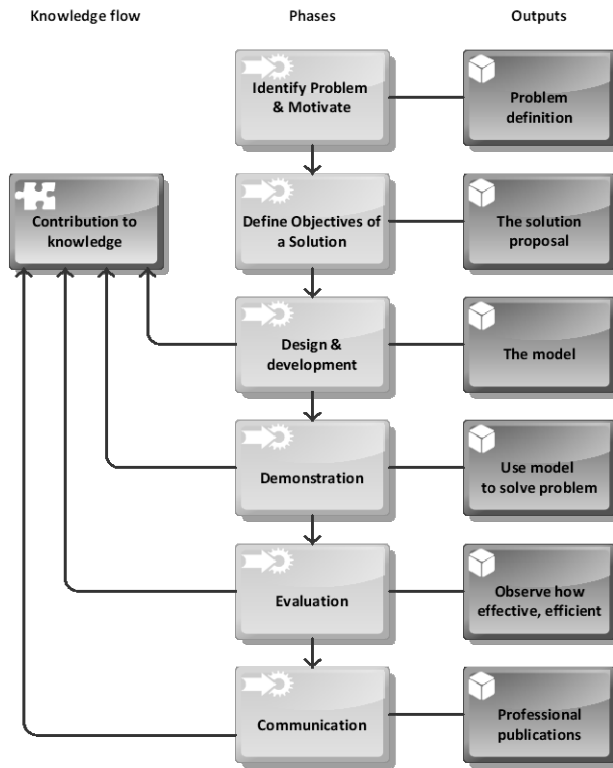 Knowledge flow
Phases
Outputs
Identify Problem
& Motivate
Problem
definition
Contribution to
knowledge
Define Objectives of
a Solution
The solution
proposal
Design &
development
The model
Demonstration
Use model
to solve problem
Evaluation
Observe how
effective, efficient
Communication
Professional
publications